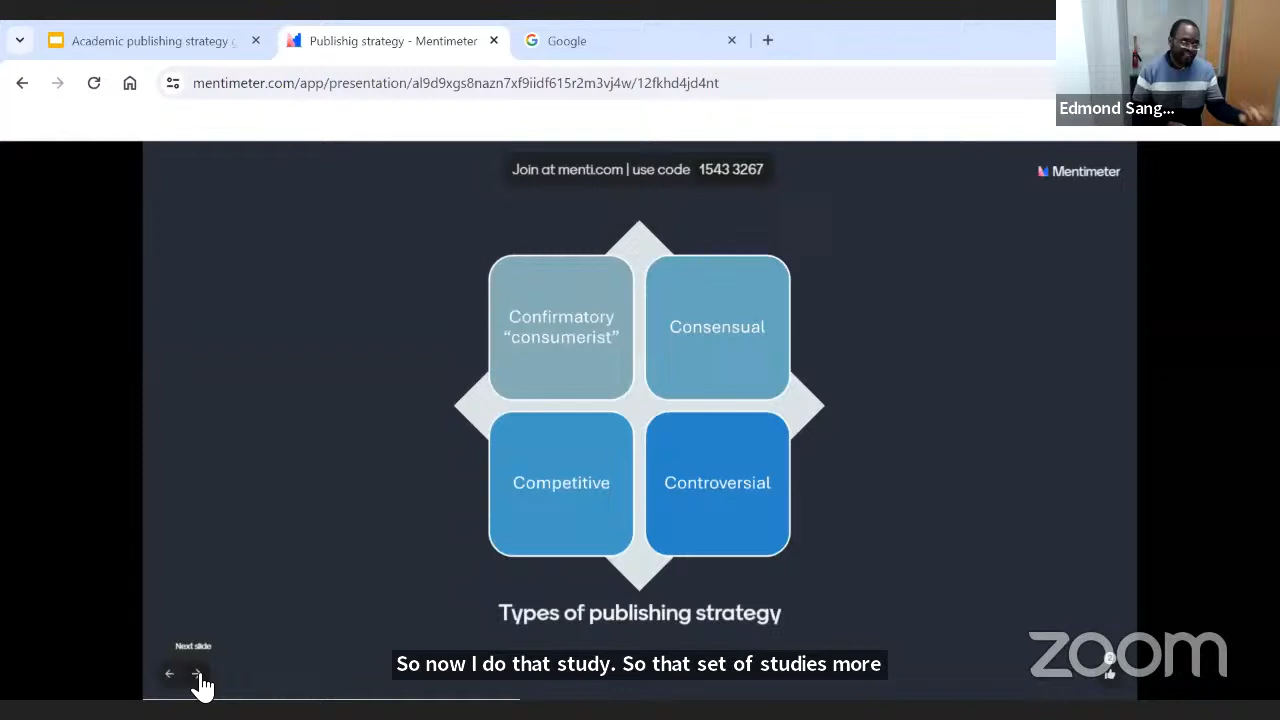 Academic publishing strategy g
Publishig strategy - Mentimeter
Google
mentimeter.com/app/presentation/al9d9xgs8nazn7xf9iidf615r2m3vj4w/12fkhd4jd4nt
Edmond Sang...
Join at menti.com | use code 1543 3267
Mentimeter
Confirmatory
“consumerist”
Consensual
Competitive
Controversial
Types of publishing strategy
Next slide
So now I do that study. So that set of studies more
zoom